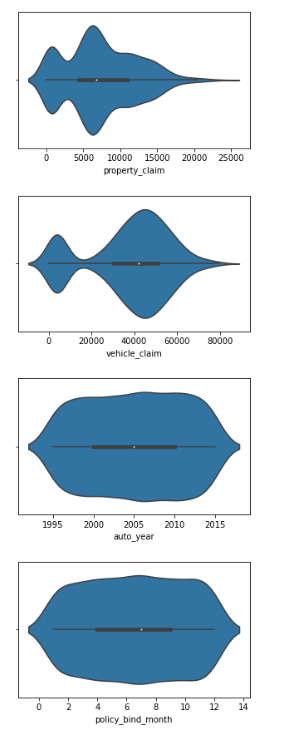 0 5000 10000 15000 20000 25000
property_claim
0 20000 40000 60000 80000
vehicle_claim
1995 2000 2005 2010 2015
auto_year
0 2 4 6 8 10 12 14
policy_bind_month